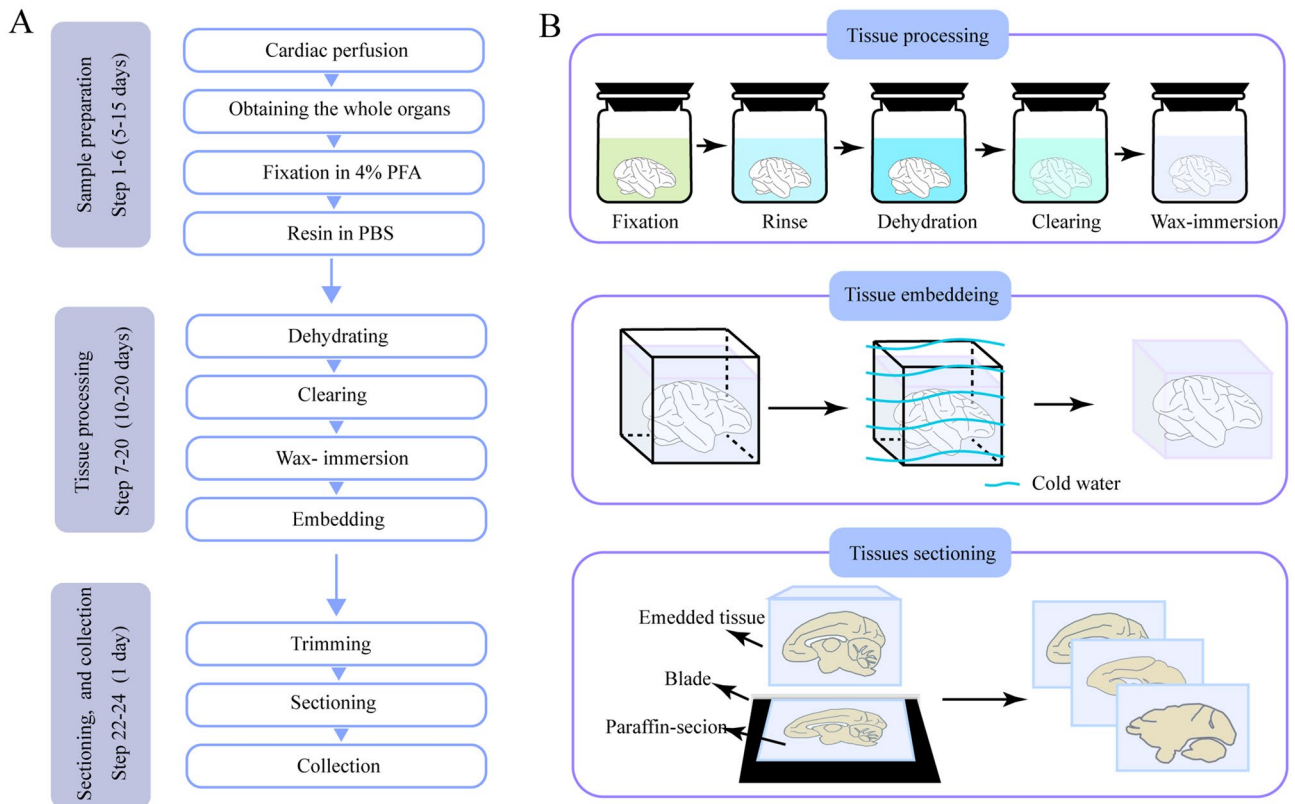 A
Sample preparation
Step 1-6 (5-15 days)
Cardiac perfusion
Obtaining the whole organs
Fixation in 4% PFA
Resin in PBS
Tissue processing
Step 7-20 (10-20 days)
Dehydrating
Clearing
Wax- immersion
Embedding
Sectioning, and collection
Step 22-24 (1 day)
Trimming
Sectioning
Collection
B
Tissue processing
Fixation
Rinse
Dehydration
Clearing
Wax-immersion
Tissue embeddeing
Cold water
Tissues sectioning
Emedded tissue
Blade
Paraffin-secion